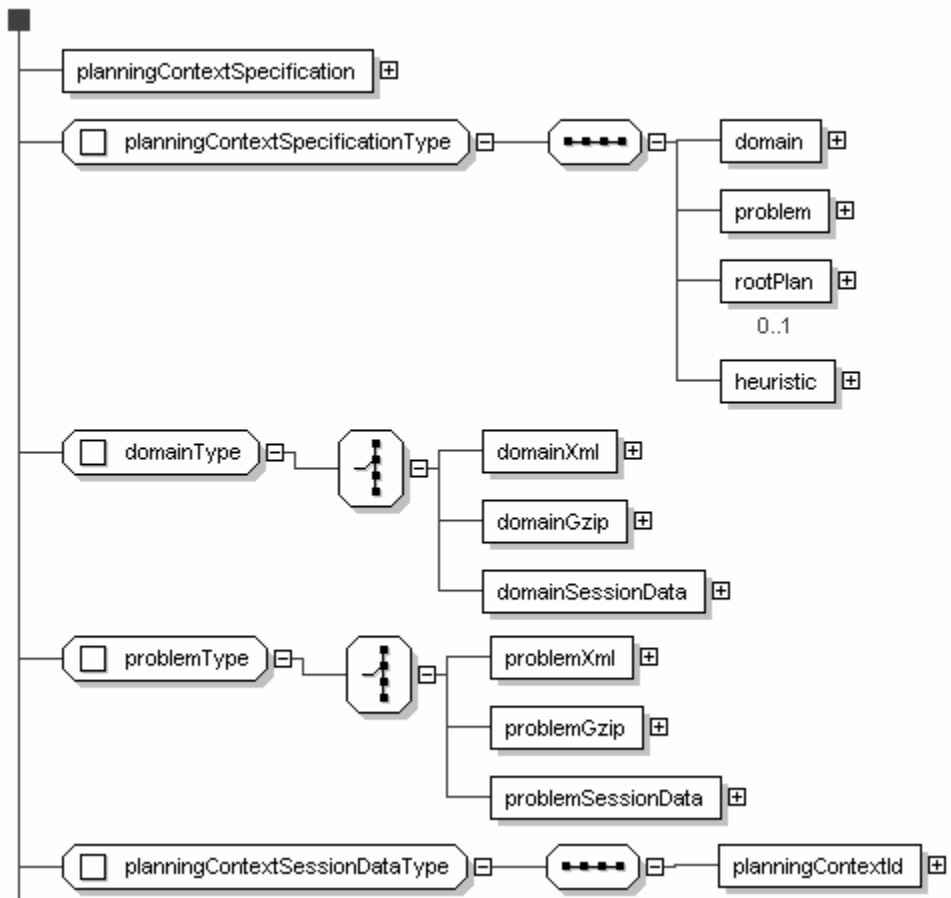 planningContextSpecification
planningContextSpecificationType
domain
problem
rootPlan
0..1
heuristic
domainType
domainXml
domainGzip
domainSessionData
problemType
problemXml
problemGzip
problemSessionData
planningContextSessionDataType
planningContextId